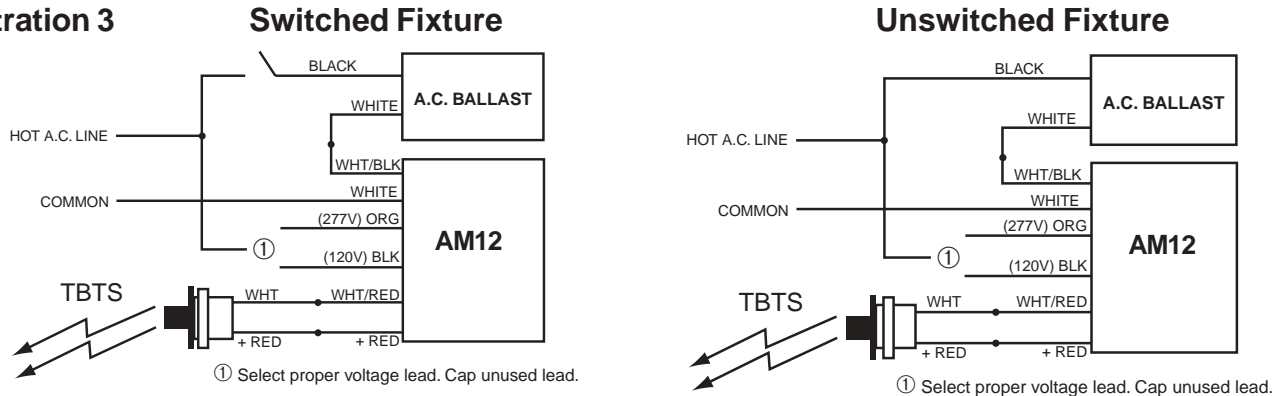 tration 3
Switched Fixture
BLACK
A.C. BALLAST
WHITE
HOT A.C. LINE
WHT/BLK
WHITE
COMMON
(277V) ORG
①
AM12
(120V) BLK
TBTS
WHT
WHT/RED
+ RED
+ RED
① Select proper voltage lead. Cap unused lead.
Unswitched Fixture
BLACK
A.C. BALLAST
WHITE
HOT A.C. LINE
WHT/BLK
WHITE
COMMON
(277V) ORG
①
AM12
(120V) BLK
TBTS
WHT
WHT/RED
+ RED
+ RED
① Select proper voltage lead. Cap unused lead.